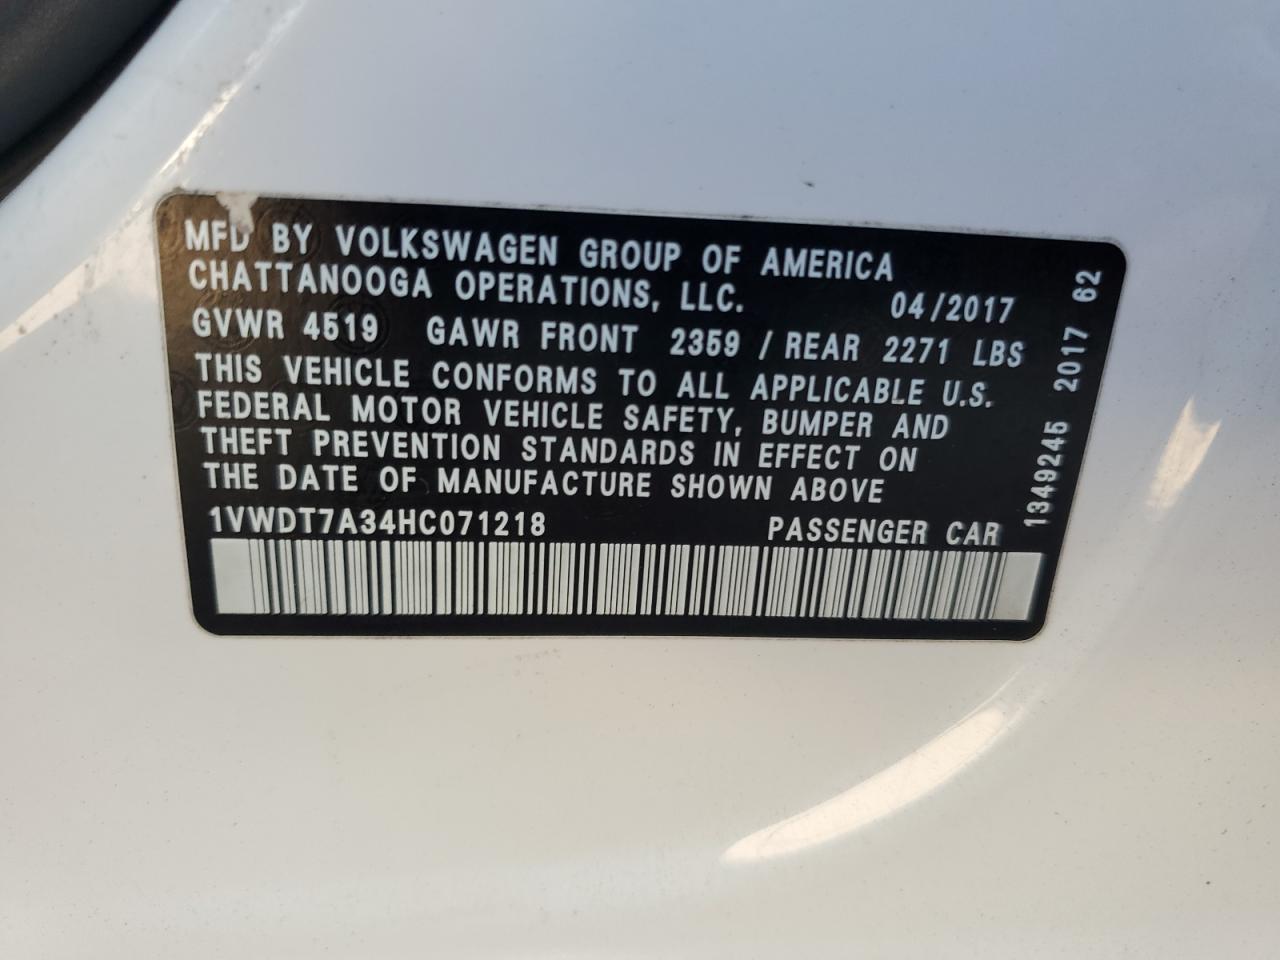 MFD BY VOLKSWAGEN GROUP OF AMERICA
CHATTANOOGA OPERATIONS, LLC. 04/2017
GVWR 4519 GAWR FRONT 2359 / REAR 2271 LBS
THIS VEHICLE CONFORMS TO ALL APPLICABLE U.S.
FEDERAL MOTOR VEHICLE SAFETY, BUMPER AND
THEFT PREVENTION STANDARDS IN EFFECT ON
THE DATE OF MANUFACTURE SHOWN ABOVE
1VWDT7A34HC071218 PASSENGER CAR
1349245 2017 62